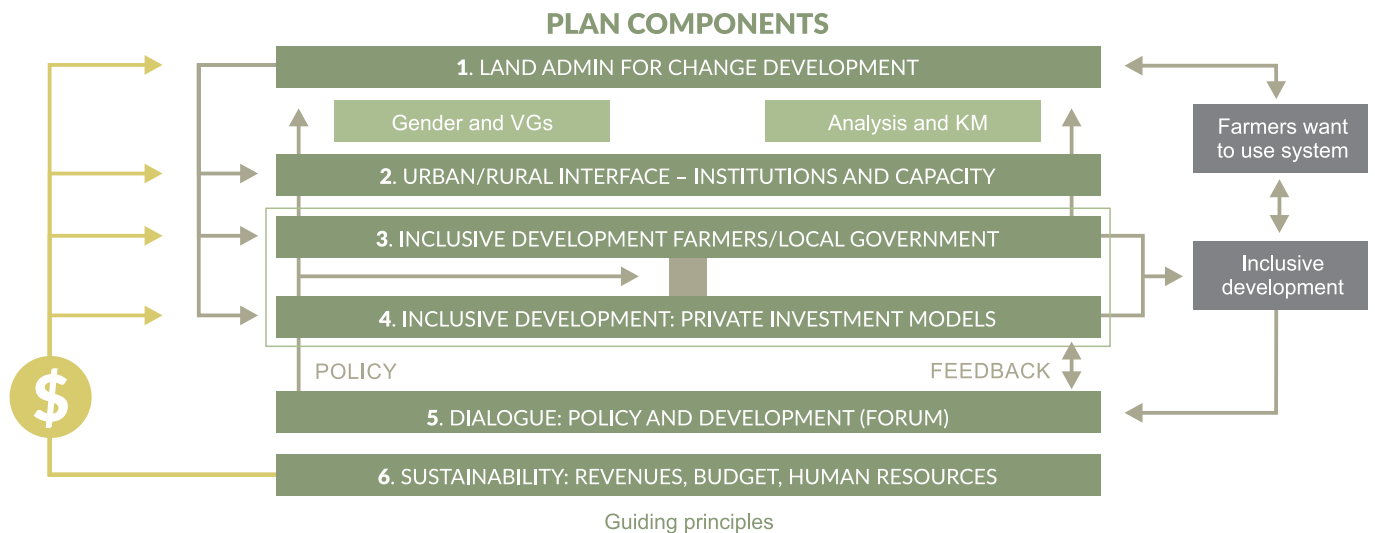 PLAN COMPONENTS
1. LAND ADMIN FOR CHANGE DEVELOPMENT
Gender and VGs
Analysis and KM
Farmers want
to use system
2. URBAN/RURAL INTERFACE – INSTITUTIONS AND CAPACITY
3. INCLUSIVE DEVELOPMENT FARMERS/LOCAL GOVERNMENT
Inclusive
development
4. INCLUSIVE DEVELOPMENT: PRIVATE INVESTMENT MODELS
POLICY
FEEDBACK
$
5. DIALOGUE: POLICY AND DEVELOPMENT (FORUM)
6. SUSTAINABILITY: REVENUES, BUDGET, HUMAN RESOURCES
Guiding principles